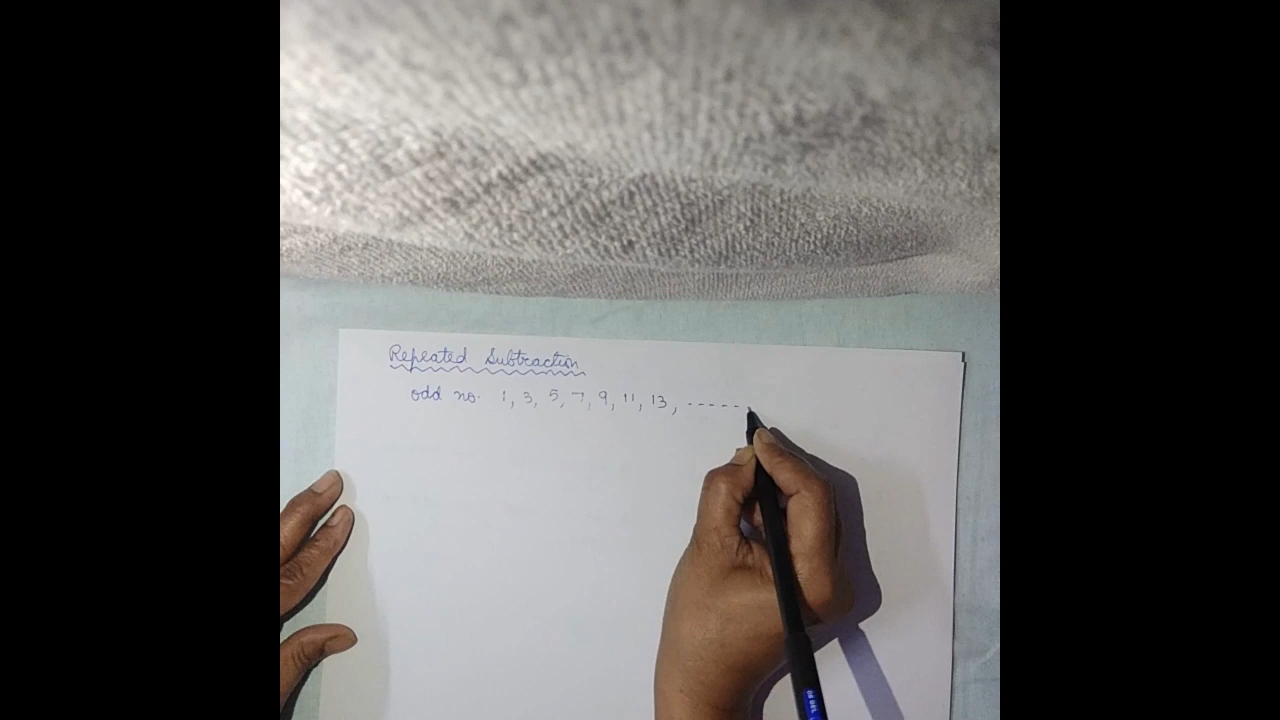 Repeated Subtraction
odd no. 1, 3, 5, 7, 9, 11, 13, ------